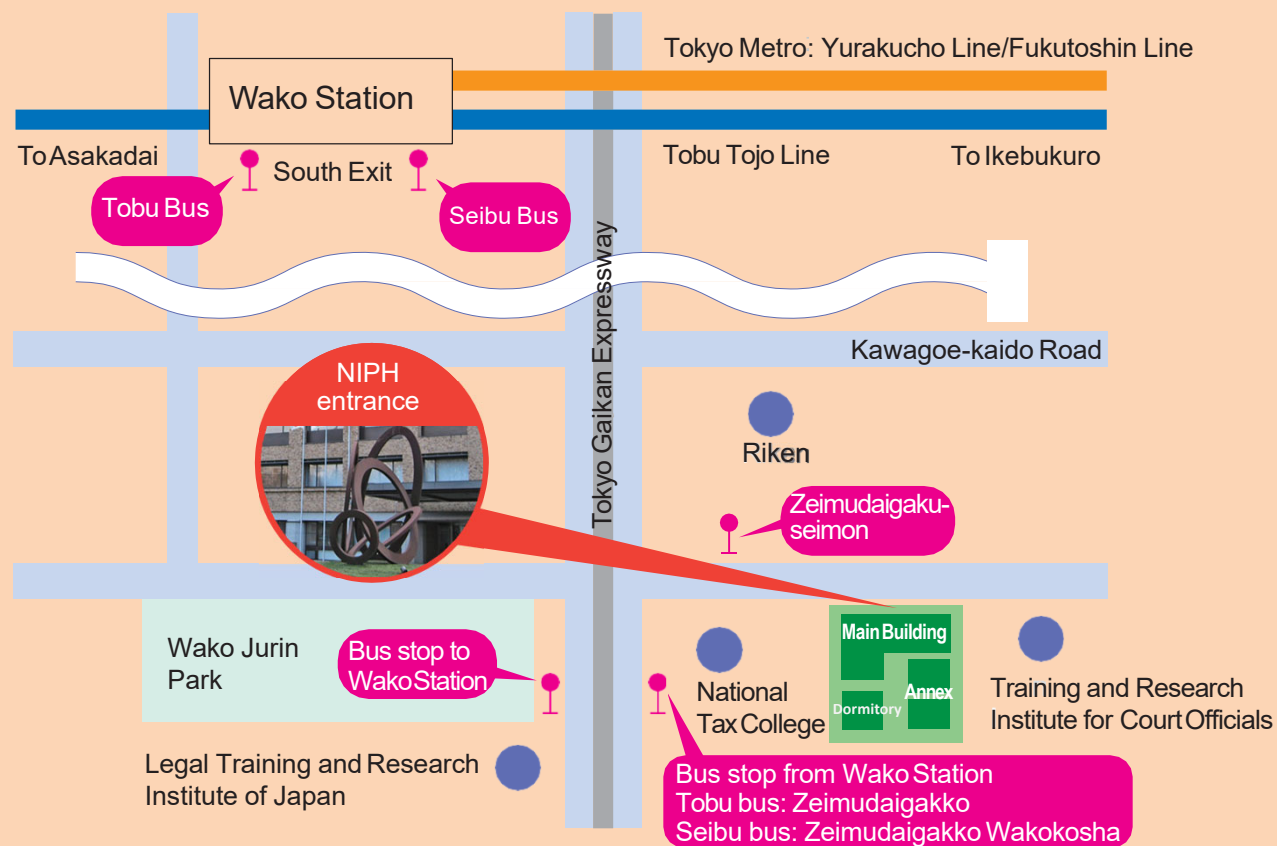 Tokyo Metro: Yurakucho Line/Fukutoshin Line
Wako Station
To Asakadai
South Exit
Tobu Tojo Line
To Ikebukuro
Tobu Bus
Seibu Bus
Tokyo Gaikan Expressway
Kawagoe-kaido Road
NIPH
entrance
Riken
Zeimudaigaku-
seimon
Wako Jurin
Park
Bus stop to
Wako Station
Main Building
Annex
Dormitory
National
Tax College
Training and Research
Institute for Court Officials
Legal Training and Research
Institute of Japan
Bus stop from Wako Station
Tobu bus: Zeimudaigakko
Seibu bus: Zeimudaigakko Wakokosha